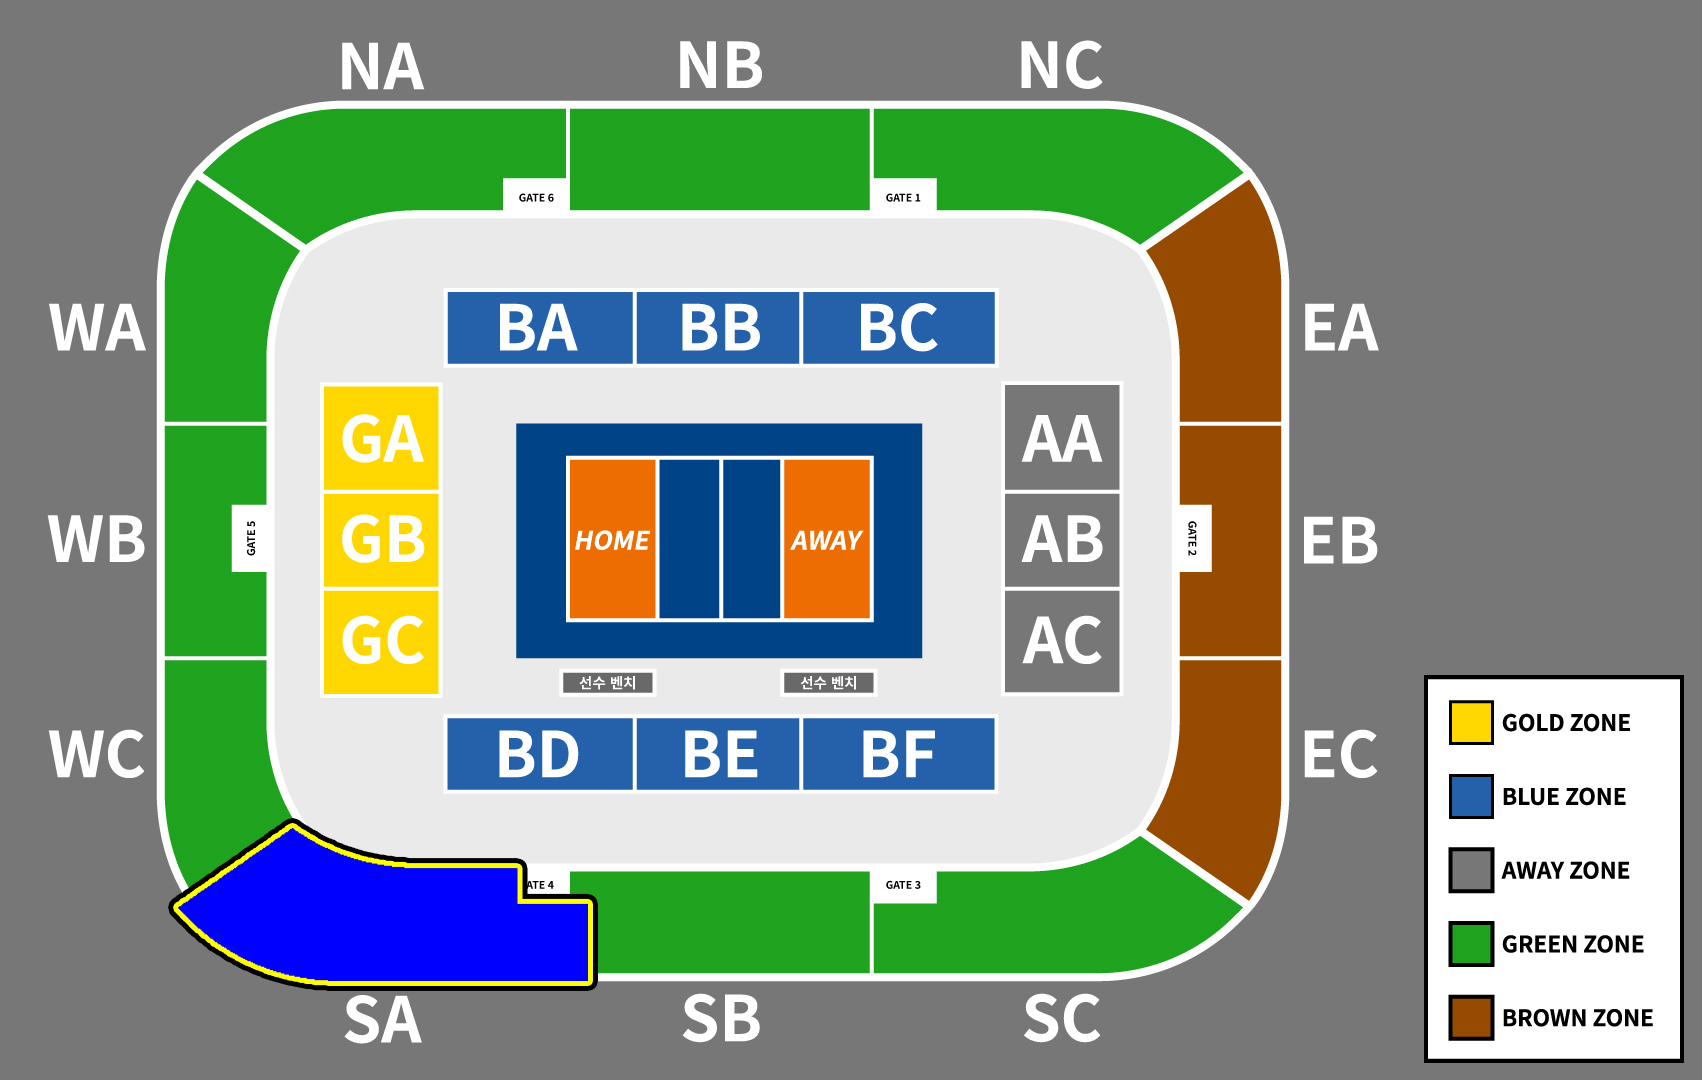 NA NB NC
GATE 6 GATE 1
WA BA BB BC EA
GA AA
WB GATE 5 GB HOME AWAY AB GATE 2 EB
GC AC
선수 벤치 선수 벤치
WC BD BE BF EC
ATE 4 GATE 3
SA SB SC
GOLD ZONE
BLUE ZONE
AWAY ZONE
GREEN ZONE
BROWN ZONE